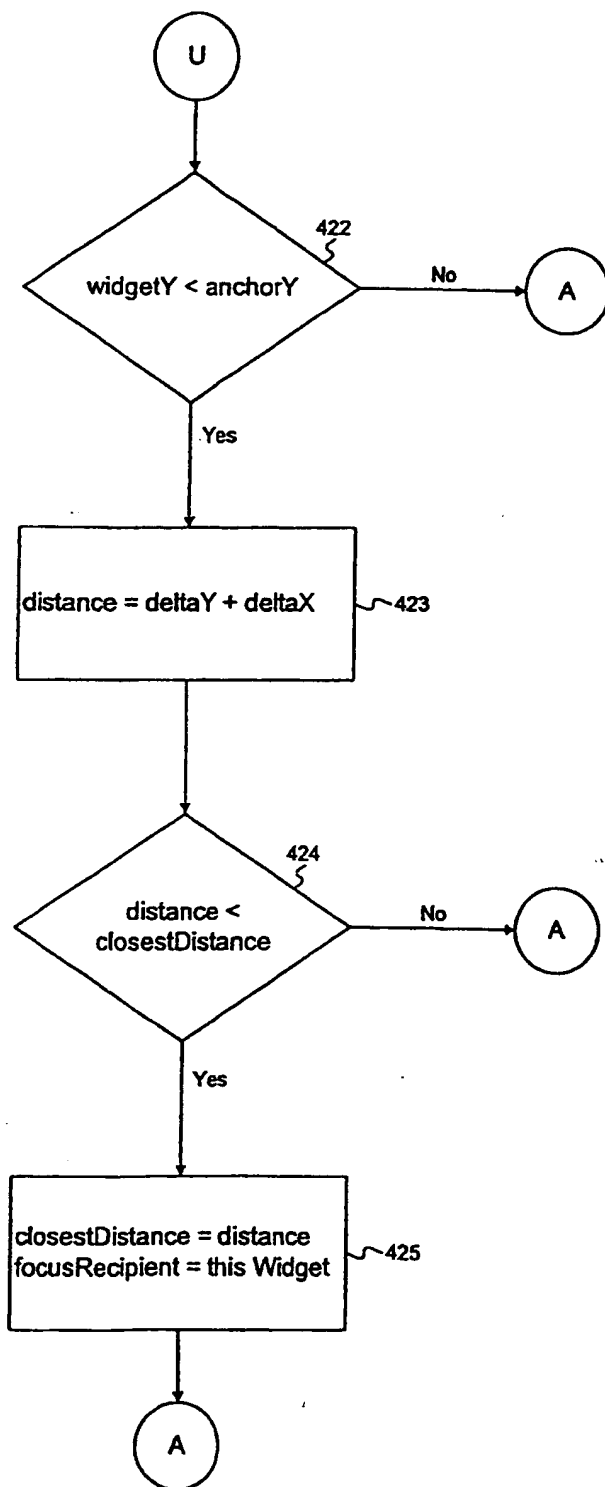 U
422
widgetY < anchorY
No
A
Yes
distance = deltaY + deltaX
423
424
distance <
closestDistance
No
A
Yes
closestDistance = distance
focusRecipient = this Widget
425
A